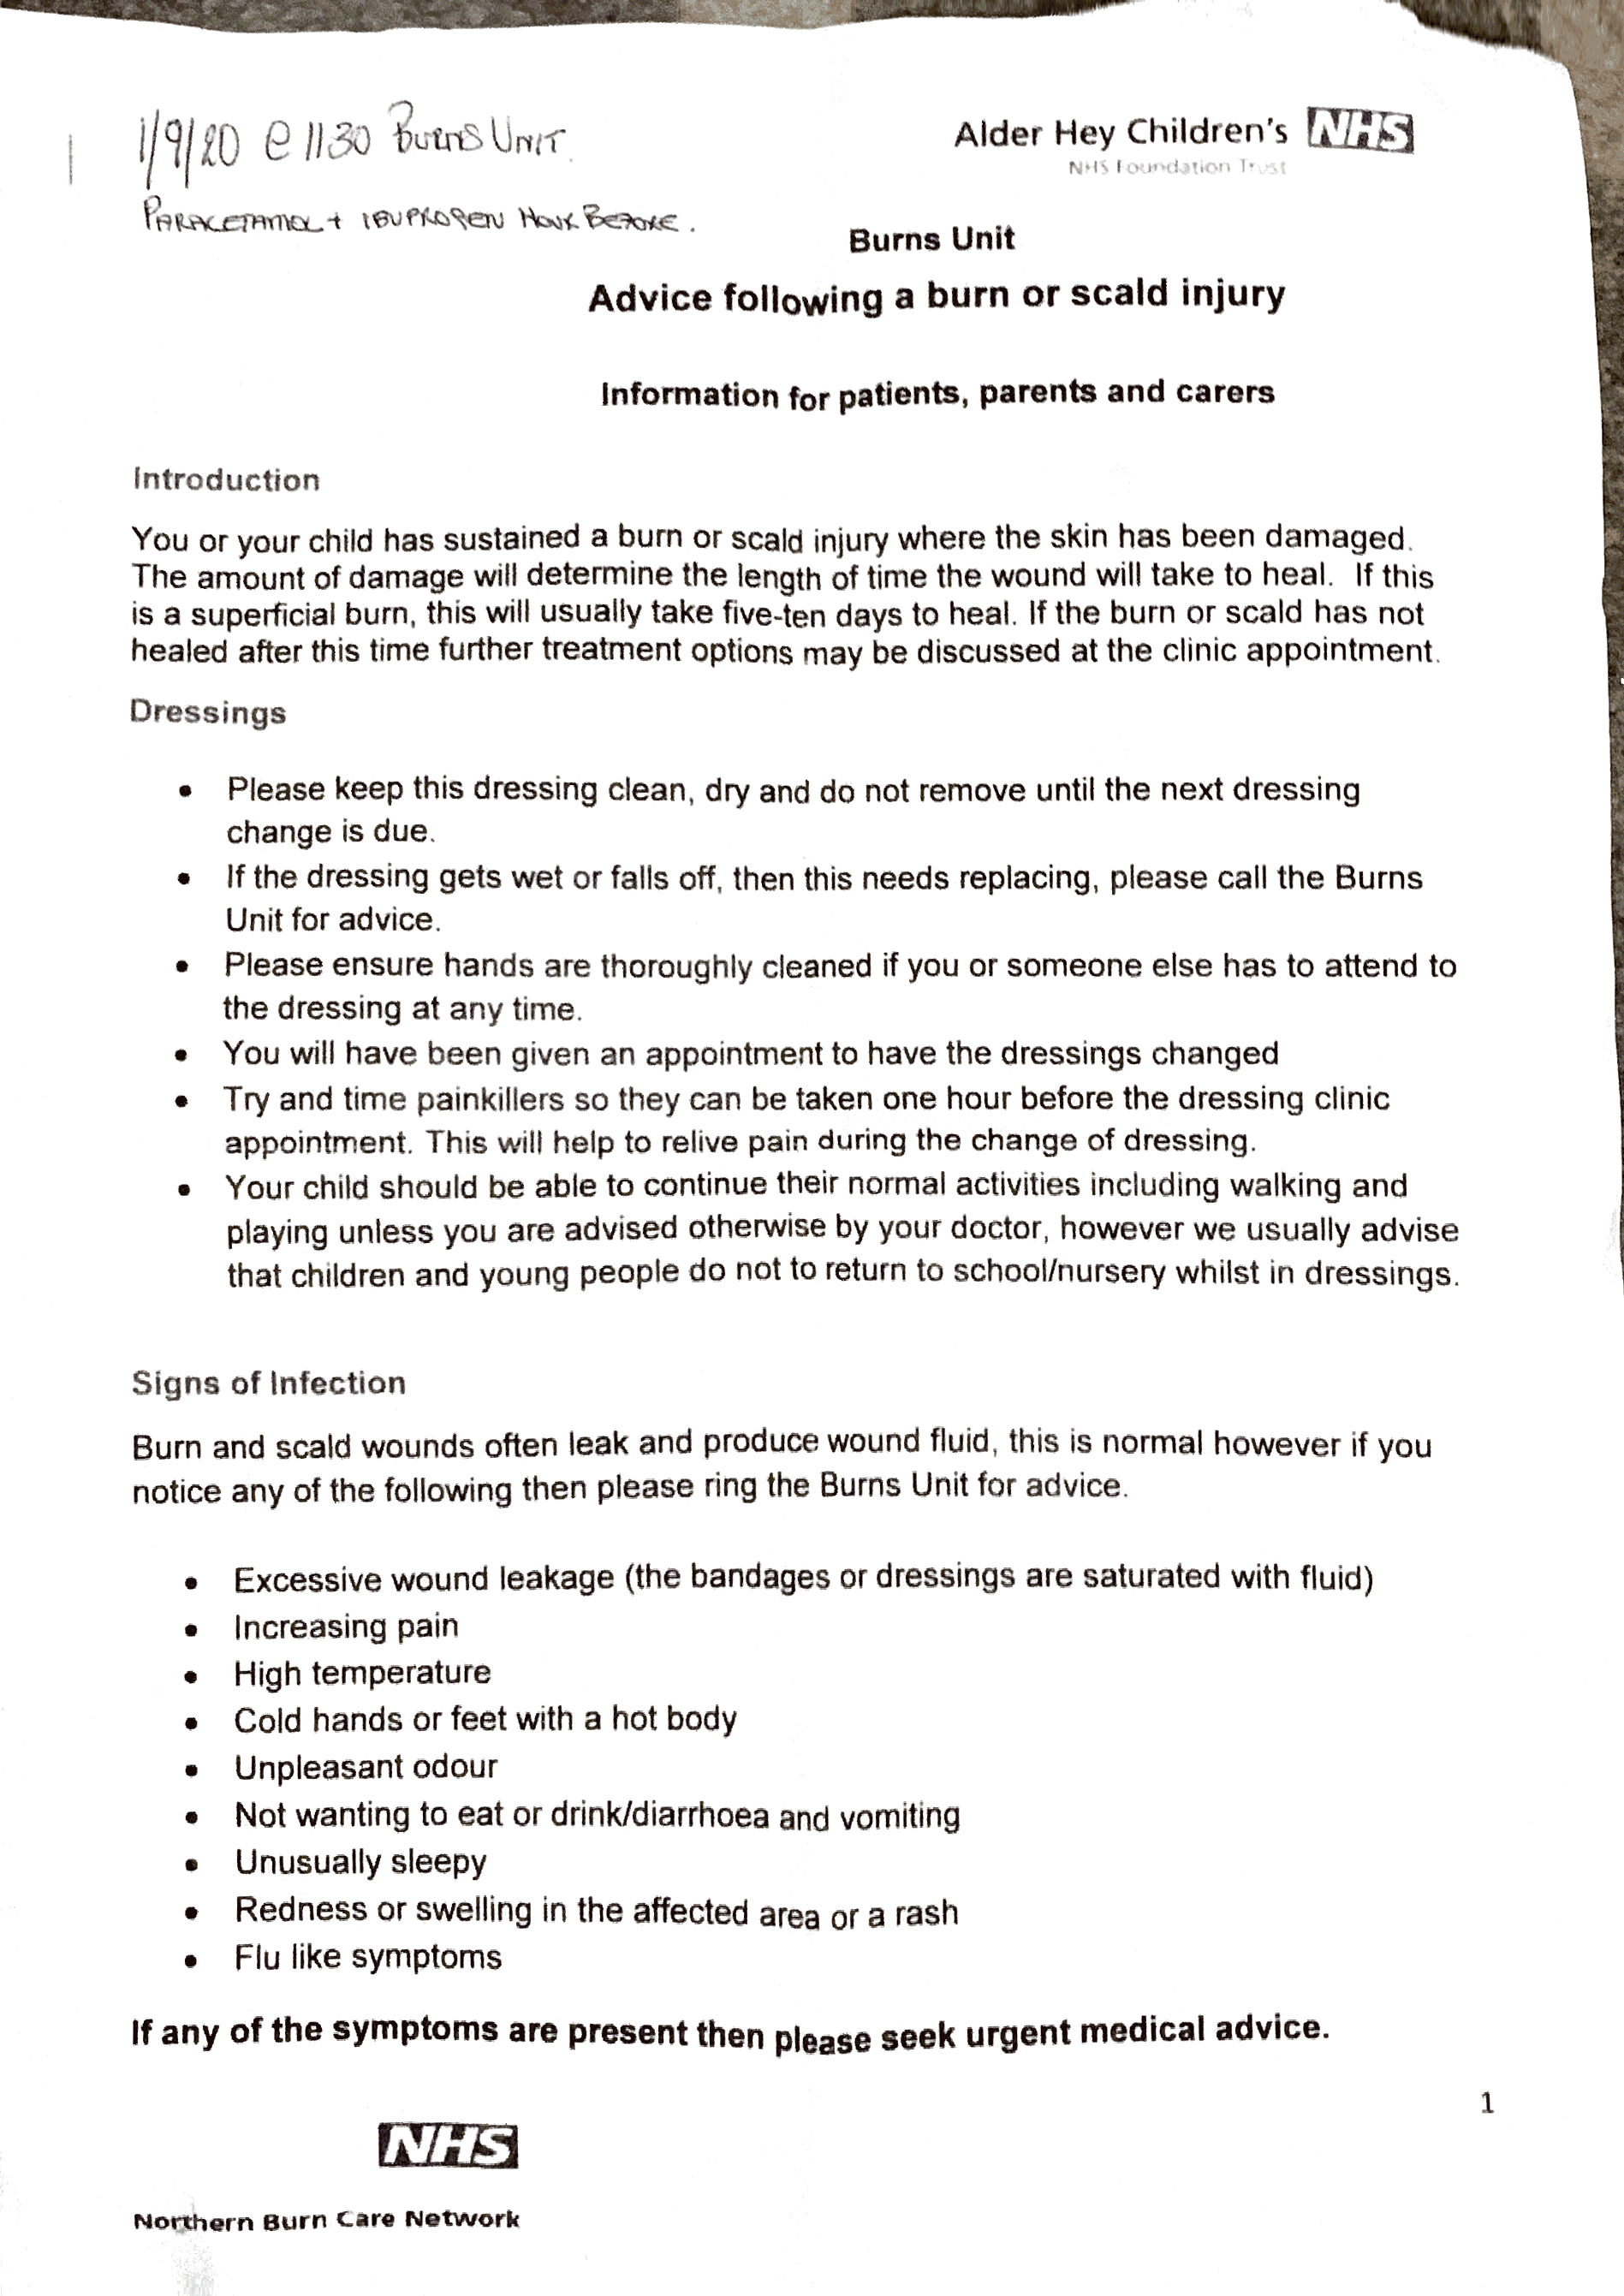 1/9/20 @ 1130 Burns Unit.
Paracetamol + Ibuprofen Hour Before.
Alder Hey Children's NHS
NHS Foundation Trust
Burns Unit
Advice following a burn or scald injury
Information for patients, parents and carers
Introduction
You or your child has sustained a burn or scald injury where the skin has been damaged.
The amount of damage will determine the length of time the wound will take to heal. If this
is a superficial burn, this will usually take five-ten days to heal. If the burn or scald has not
healed after this time further treatment options may be discussed at the clinic appointment.
Dressings
• Please keep this dressing clean, dry and do not remove until the next dressing
change is due.
• If the dressing gets wet or falls off, then this needs replacing, please call the Burns
Unit for advice.
• Please ensure hands are thoroughly cleaned if you or someone else has to attend to
the dressing at any time.
• You will have been given an appointment to have the dressings changed
• Try and time painkillers so they can be taken one hour before the dressing clinic
appointment. This will help to relive pain during the change of dressing.
• Your child should be able to continue their normal activities including walking and
playing unless you are advised otherwise by your doctor, however we usually advise
that children and young people do not to return to school/nursery whilst in dressings.
Signs of Infection
Burn and scald wounds often leak and produce wound fluid, this is normal however if you
notice any of the following then please ring the Burns Unit for advice.
• Excessive wound leakage (the bandages or dressings are saturated with fluid)
• Increasing pain
• High temperature
• Cold hands or feet with a hot body
• Unpleasant odour
• Not wanting to eat or drink/diarrhoea and vomiting
• Unusually sleepy
• Redness or swelling in the affected area or a rash
• Flu like symptoms
If any of the symptoms are present then please seek urgent medical advice.
1
NHS
Northern Burn Care Network